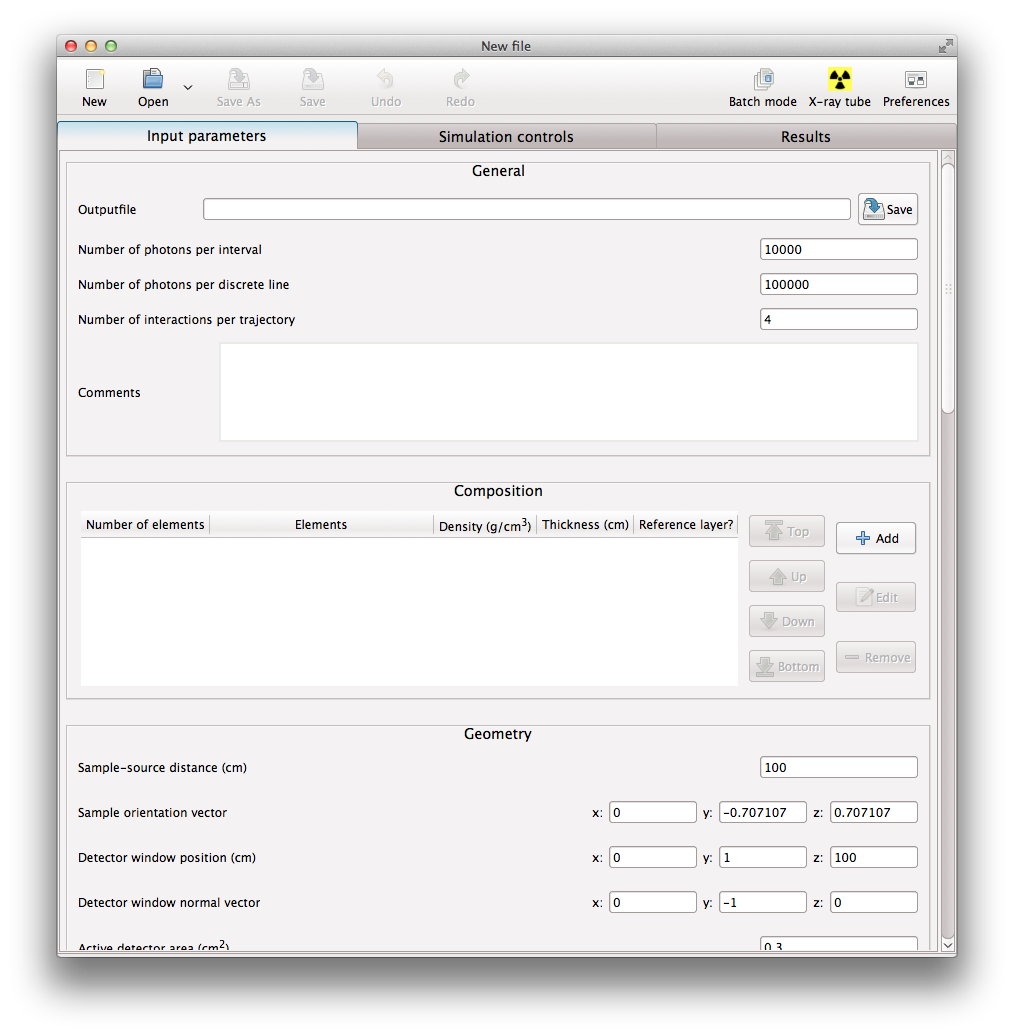 New file
New Open Save As Save Undo Redo Batch mode X-ray tube Preferences
Input parameters Simulation controls Results
General
Outputfile Save
Number of photons per interval 10000
Number of photons per discrete line 100000
Number of interactions per trajectory 4
Comments
Composition
Number of elements Elements Density (g/cm³) Thickness (cm) Reference layer?
Top Add
Up
Edit
Down
Remove
Bottom
Geometry
Sample-source distance (cm) 100
Sample orientation vector x: 0 y: -0.707107 z: 0.707107
Detector window position (cm) x: 0 y: 1 z: 100
Detector window normal vector x: 0 y: -1 z: 0
Active detector area (cm²) 0.3